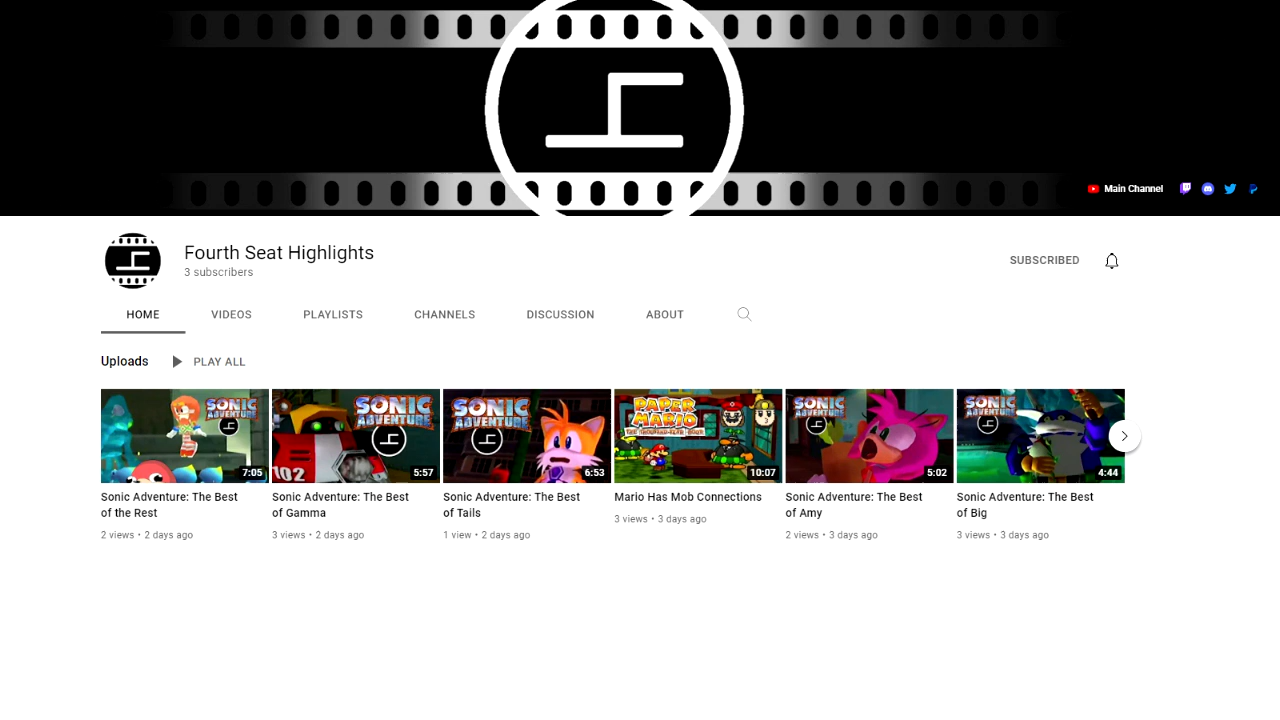 Main Channel
Fourth Seat Highlights
3 subscribers
SUBSCRIBED
HOME
VIDEOS
PLAYLISTS
CHANNELS
DISCUSSION
ABOUT
Uploads
PLAY ALL
SONIC
ADVENTURE
7:05
Sonic Adventure: The Best
of the Rest
2 views • 2 days ago
SONIC
ADVENTURE
102
5:57
Sonic Adventure: The Best
of Gamma
3 views • 2 days ago
SONIC
ADVENTURE
6:53
Sonic Adventure: The Best
of Tails
1 view • 2 days ago
PAPER
MARIO
THE THOUSAND-YEAR DOOR
10:07
Mario Has Mob Connections
3 views • 3 days ago
SONIC
ADVENTURE
5:02
Sonic Adventure: The Best
of Amy
2 views • 3 days ago
SONIC
ADVENTURE
4:44
Sonic Adventure: The Best
of Big
3 views • 3 days ago